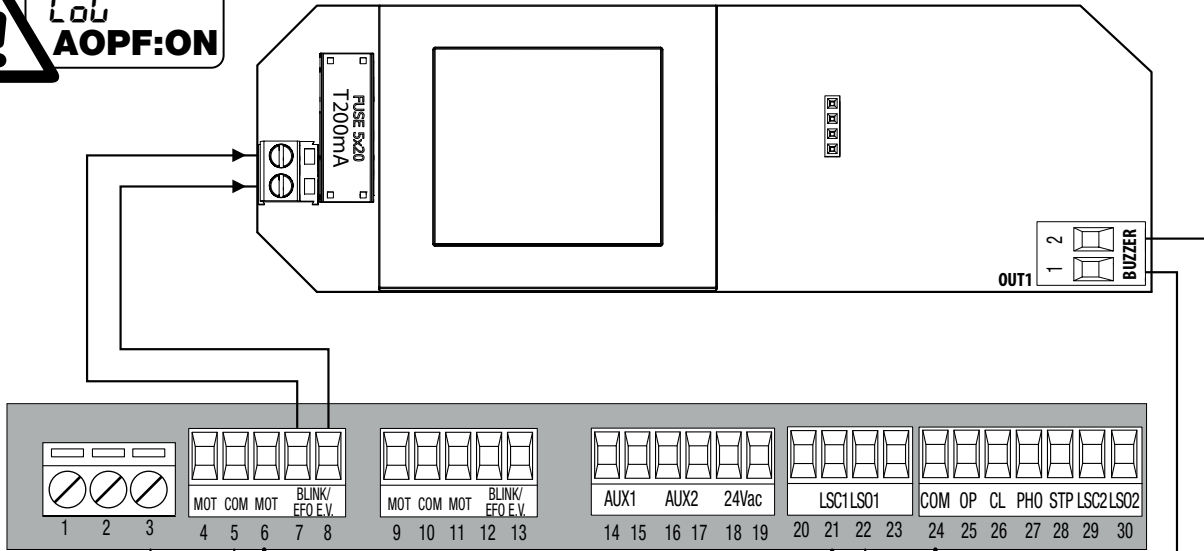 !
LoG
AOPF:ON
FUSE 5x20
T200mA
2
1
BUZZER
OUT1
MOT COM MOT BLINK/
EFO E.V.
MOT COM MOT BLINK/
EFO E.V.
AUX1 AUX2 24Vac
LSC1 LSO1
COM OP CL PHO STP LSC2 LSO2
1 2 3 4 5 6 7 8 9 10 11 12 13 14 15 16 17 18 19 20 21 22 23 24 25 26 27 28 29 30